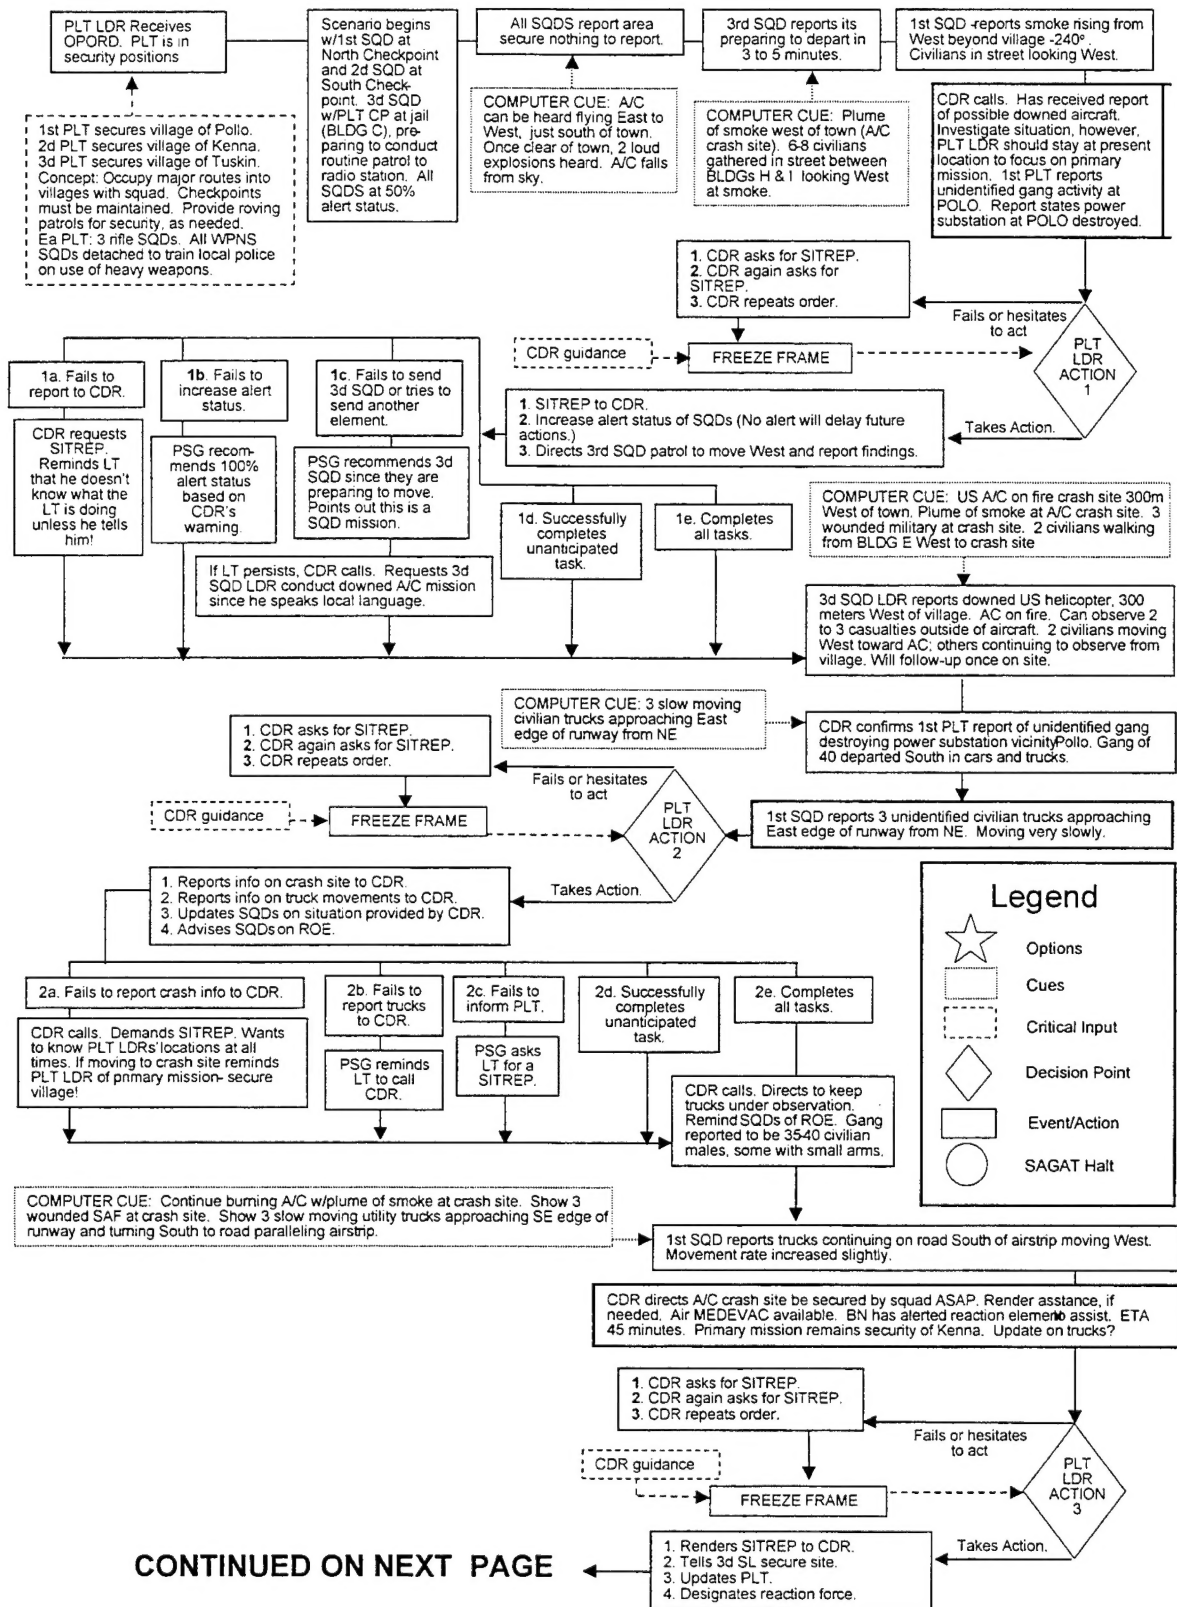 PLT LDR Receives
OPORD. PLT is in
security positions
Scenario begins
w/1st SQD at
North Checkpoint
and 2d SQD at
South Check-
point. 3d SQD
w/PLT CP at jail
(BLDG C), pre-
paring to conduct
routine patrol to
radio station. All
SQDS at 50%
alert status.
All SQDS report area
secure nothing to report.
3rd SQD reports its
preparing to depart in
3 to 5 minutes.
1st SQD -reports smoke rising from
West beyond village -240°.
Civilians in street looking West.
1st PLT secures village of Pollo.
2d PLT secures village of Kenna.
3d PLT secures village of Tuskin.
Concept: Occupy major routes into
villages with squad. Checkpoints
must be maintained. Provide roving
patrols for security, as needed.
Ea PLT: 3 rifle SQDs. All WPNS
SQDs detached to train local police
on use of heavy weapons.
COMPUTER CUE: A/C
can be heard flying East to
West, just south of town.
Once clear of town, 2 loud
explosions heard. A/C falls
from sky.
COMPUTER CUE: Plume
of smoke west of town (A/C
crash site). 6-8 civilians
gathered in street between
BLDGs H & I looking West
at smoke.
CDR calls. Has received report
of possible downed aircraft.
Investigate situation, however,
PLT LDR should stay at present
location to focus on primary
mission. 1st PLT reports
unidentified gang activity at
POLO. Report states power
substation at POLO destroyed.
1. CDR asks for SITREP.
2. CDR again asks for
SITREP.
3. CDR repeats order.
Fails or hesitates
to act
CDR guidance
FREEZE FRAME
PLT
LDR
ACTION
1
Takes Action.
1. SITREP to CDR.
2. Increase alert status of SQDs (No alert will delay future
actions.)
3. Directs 3rd SQD patrol to move West and report findings.
1a. Fails to
report to CDR.
1b. Fails to
increase alert
status.
1c. Fails to send
3d SQD or tries to
send another
element.
CDR requests
SITREP.
Reminds LT
that he doesn't
know what the
LT is doing
unless he tells
him!
PSG recom-
mends 100%
alert status
based on
CDR's
warning.
PSG recommends 3d
SQD since they are
preparing to move.
Points out this is a
SQD mission.
1d. Successfully
completes
unanticipated
task.
1e. Completes
all tasks.
If LT persists, CDR calls. Requests 3d
SQD LDR conduct downed A/C mission
since he speaks local language.
COMPUTER CUE: US A/C on fire crash site 300m
West of town. Plume of smoke at A/C crash site. 3
wounded military at crash site. 2 civilians walking
from BLDG E West to crash site
3d SQD LDR reports downed US helicopter, 300
meters West of village. AC on fire. Can observe 2
to 3 casualties outside of aircraft. 2 civilians moving
West toward AC; others continuing to observe from
village. Will follow-up once on site.
COMPUTER CUE: 3 slow moving
civilian trucks approaching East
edge of runway from NE
CDR confirms 1st PLT report of unidentified gang
destroying power substation vicinity Pollo. Gang of
40 departed South in cars and trucks.
1st SQD reports 3 unidentified civilian trucks approaching
East edge of runway from NE. Moving very slowly.
1. CDR asks for SITREP.
2. CDR again asks for SITREP.
3. CDR repeats order.
Fails or hesitates
to act
CDR guidance
FREEZE FRAME
PLT
LDR
ACTION
2
Takes Action.
1. Reports info on crash site to CDR.
2. Reports info on truck movements to CDR.
3. Updates SQDs on situation provided by CDR.
4. Advises SQDs on ROE.
2a. Fails to report crash info to CDR.
2b. Fails to
report trucks
to CDR.
2c. Fails to
inform PLT.
2d. Successfully
completes
unanticipated
task.
2e. Completes
all tasks.
CDR calls. Demands SITREP. Wants
to know PLT LDRs' locations at all
times. If moving to crash site reminds
PLT LDR of primary mission- secure
village!
PSG reminds
LT to call
CDR.
PSG asks
LT for a
SITREP.
CDR calls. Directs to keep
trucks under observation.
Remind SQDs of ROE. Gang
reported to be 35-40 civilian
males, some with small arms.
Legend
Options
Cues
Critical Input
Decision Point
Event/Action
SAGAT Halt
COMPUTER CUE: Continue burning A/C w/plume of smoke at crash site. Show 3
wounded SAF at crash site. Show 3 slow moving utility trucks approaching SE edge of
runway and turning South to road paralleling airstrip.
1st SQD reports trucks continuing on road South of airstrip moving West.
Movement rate increased slightly.
CDR directs A/C crash site be secured by squad ASAP. Render asstance, if
needed. Air MEDEVAC available. BN has alerted reaction element to assist. ETA
45 minutes. Primary mission remains security of Kenna. Update on trucks?
1. CDR asks for SITREP.
2. CDR again asks for SITREP.
3. CDR repeats order.
Fails or hesitates
to act
CDR guidance
FREEZE FRAME
PLT
LDR
ACTION
3
Takes Action.
1. Renders SITREP to CDR.
2. Tells 3d SL secure site.
3. Updates PLT.
4. Designates reaction force.
CONTINUED ON NEXT PAGE